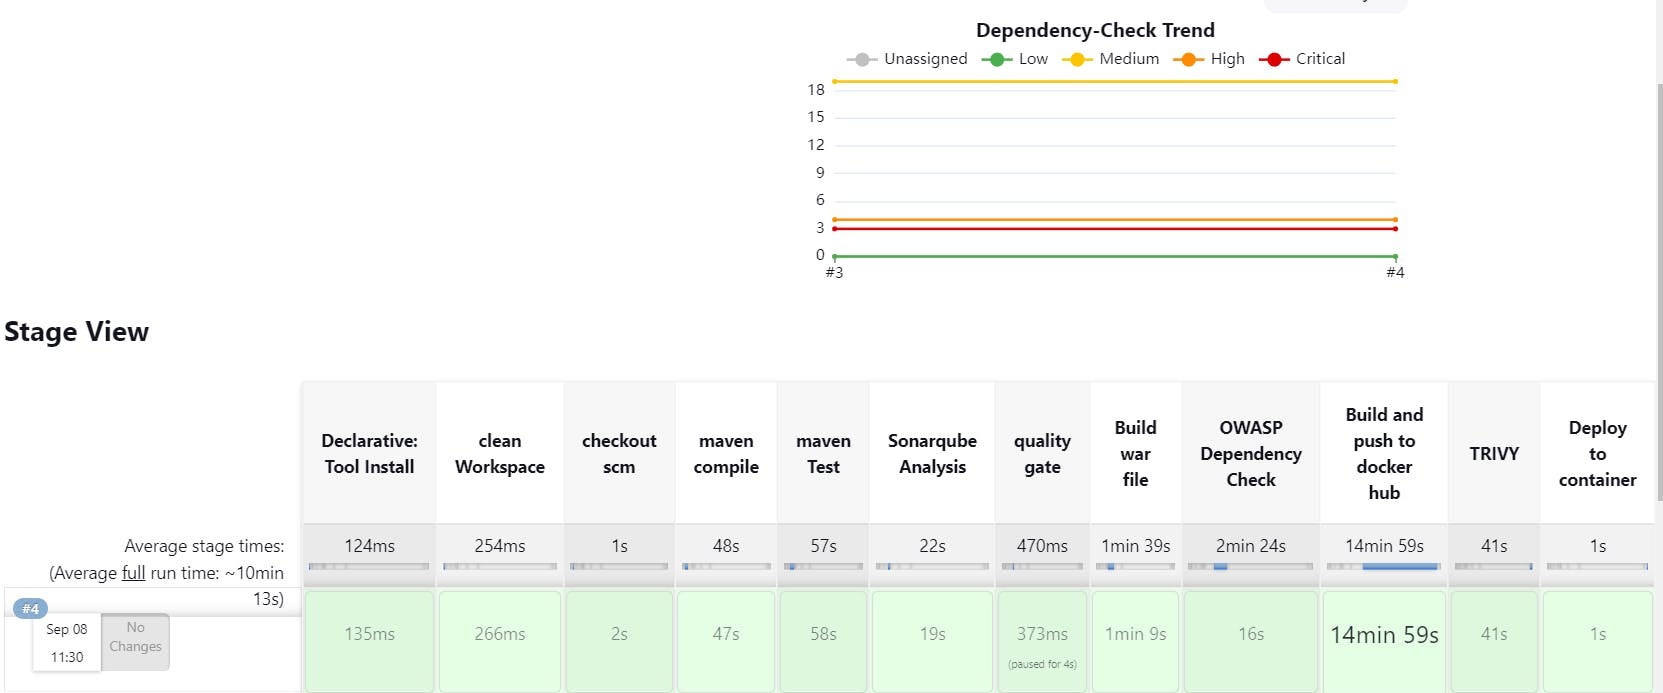 Dependency-Check Trend
Unassigned Low Medium High Critical
18
15
12
9
6
3
0
#3 #4
Stage View
Declarative:
Tool Install
clean
Workspace
checkout
scm
maven
compile
maven
Test
Sonarqube
Analysis
quality
gate
Build
war
file
OWASP
Dependency
Check
Build and
push to
docker
hub
TRIVY
Deploy
to
container
Average stage times:
(Average full run time: ~10min
13s)
124ms 254ms 1s 48s 57s 22s 470ms 1min 39s 2min 24s 14min 59s 41s 1s
#4
Sep 08
11:30
No
Changes
135ms 266ms 2s 47s 58s 19s 373ms 1min 9s 16s 14min 59s 41s 1s
(paused for 4s)